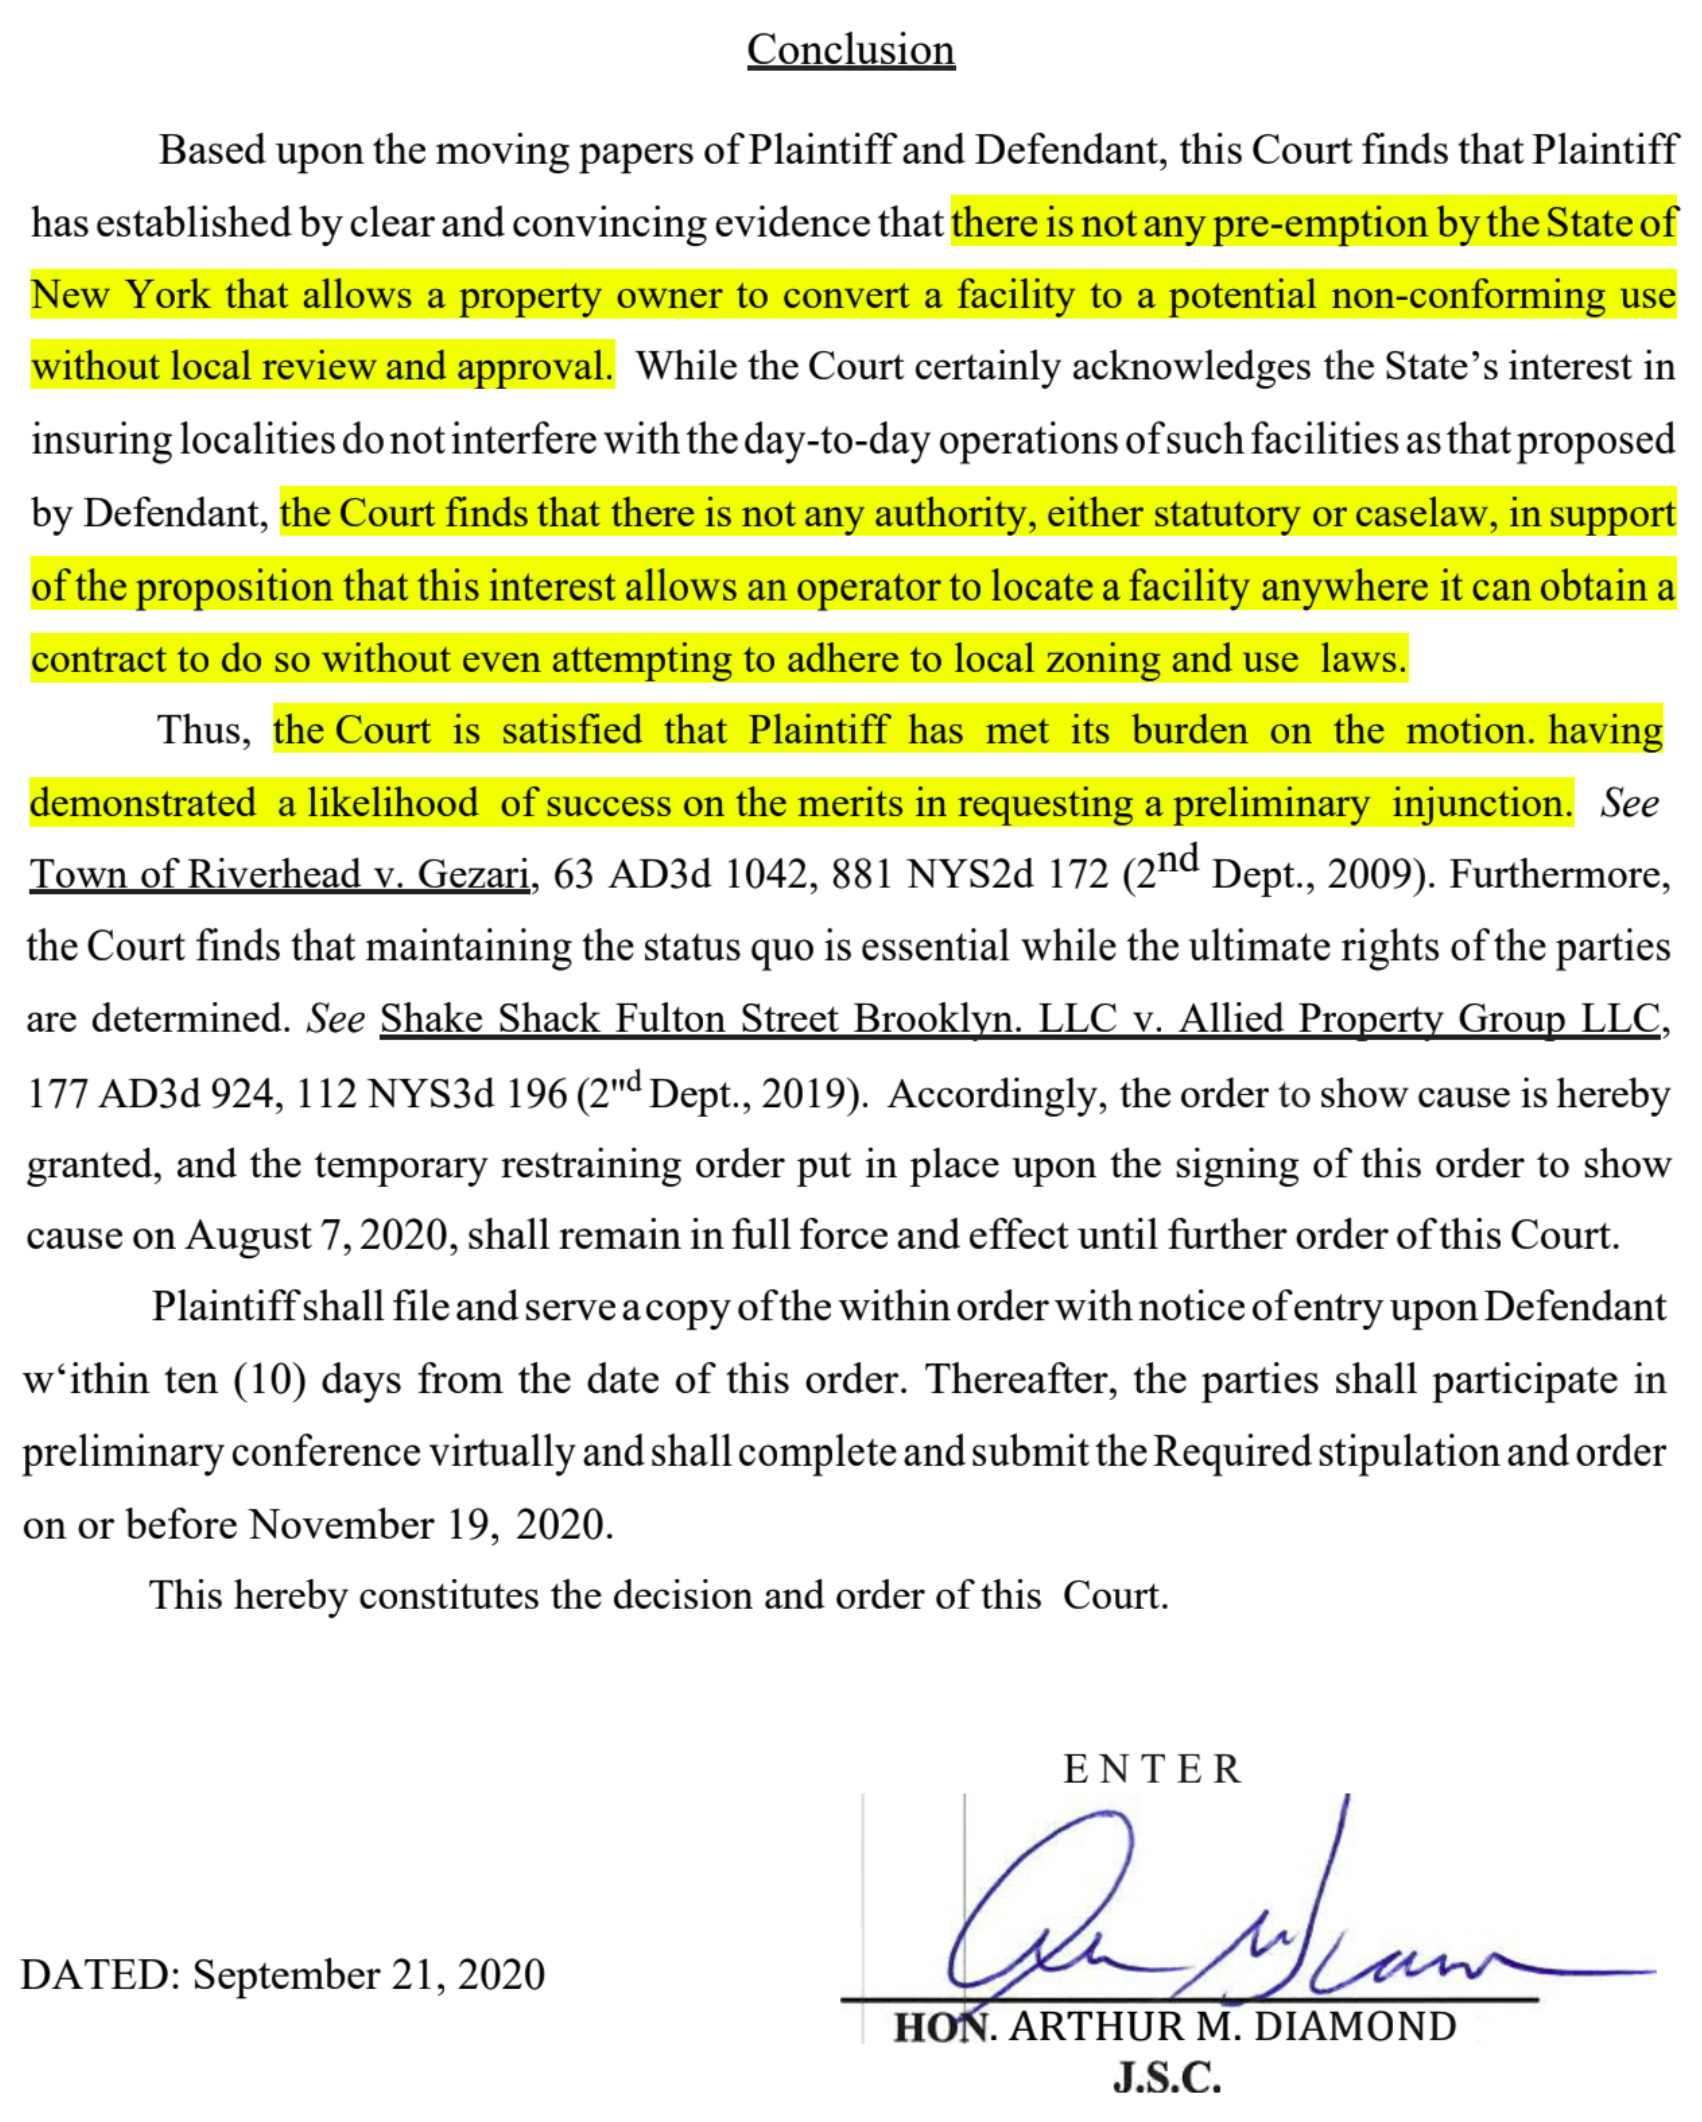 Conclusion
Based upon the moving papers of Plaintiff and Defendant, this Court finds that Plaintiff
has established by clear and convincing evidence that there is not any pre-emption by the State of
New York that allows a property owner to convert a facility to a potential non-conforming use
without local review and approval. While the Court certainly acknowledges the State's interest in
insuring localities do not interfere with the day-to-day operations of such facilities as that proposed
by Defendant, the Court finds that there is not any authority, either statutory or caselaw, in support
of the proposition that this interest allows an operator to locate a facility anywhere it can obtain a
contract to do so without even attempting to adhere to local zoning and use laws.
Thus, the Court is satisfied that Plaintiff has met its burden on the motion. having
demonstrated a likelihood of success on the merits in requesting a preliminary injunction. See
Town of Riverhead v. Gezari, 63 AD3d 1042, 881 NYS2d 172 (2nd Dept., 2009). Furthermore,
the Court finds that maintaining the status quo is essential while the ultimate rights of the parties
are determined. See Shake Shack Fulton Street Brooklyn. LLC v. Allied Property Group LLC,
177 AD3d 924, 112 NYS3d 196 (2"d Dept., 2019). Accordingly, the order to show cause is hereby
granted, and the temporary restraining order put in place upon the signing of this order to show
cause on August 7, 2020, shall remain in full force and effect until further order of this Court.
Plaintiff shall file and serve a copy of the within order with notice of entry upon Defendant
w‘ithin ten (10) days from the date of this order. Thereafter, the parties shall participate in
preliminary conference virtually and shall complete and submit the Required stipulation and order
on or before November 19, 2020.
This hereby constitutes the decision and order of this Court.
E N T E R
DATED: September 21, 2020
HON. ARTHUR M. DIAMOND
J.S.C.